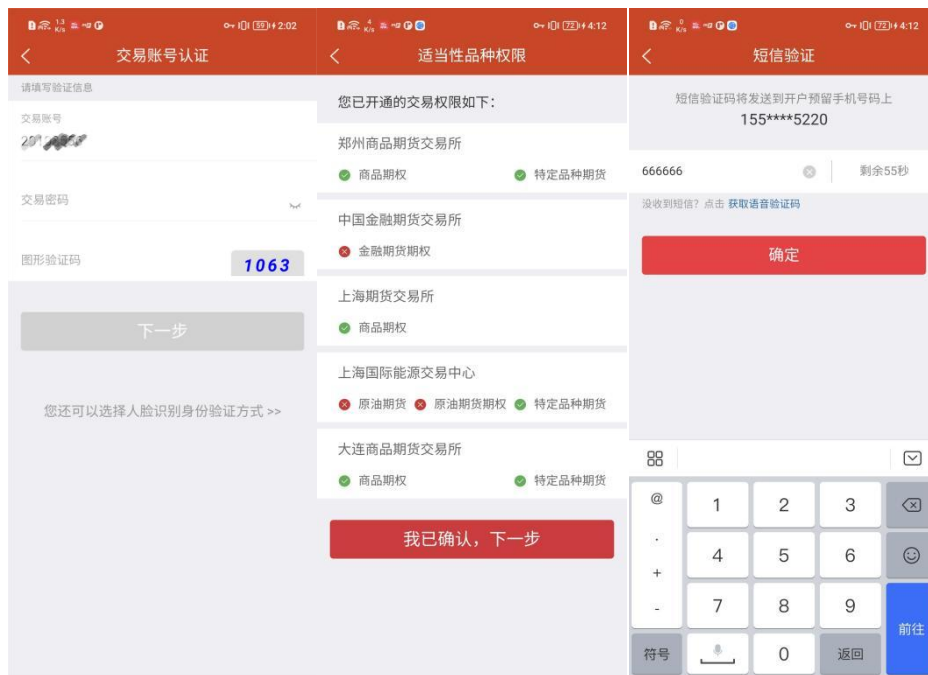 1.3
K/s
59
2:02
交易账号认证
请填写验证信息
交易账号
交易密码
图形验证码
1063
下一步
您还可以选择人脸识别身份验证方式 >>
4
K/s
72
4:12
适当性品种权限
您已开通的交易权限如下：
郑州商品期货交易所
商品期权 特定品种期货
中国金融期货交易所
金融期货期权
上海期货交易所
商品期权
上海国际能源交易中心
原油期货 原油期货期权 特定品种期货
大连商品期货交易所
商品期权 特定品种期货
我已确认，下一步
0
K/s
72
4:12
短信验证
短信验证码将发送到开户预留手机号码上
155****5220
666666 剩余55秒
没收到短信？点击 获取语音验证码
确定
@ 1 2 3
. 4 5 6
+
- 7 8 9
前往
符号 0 返回